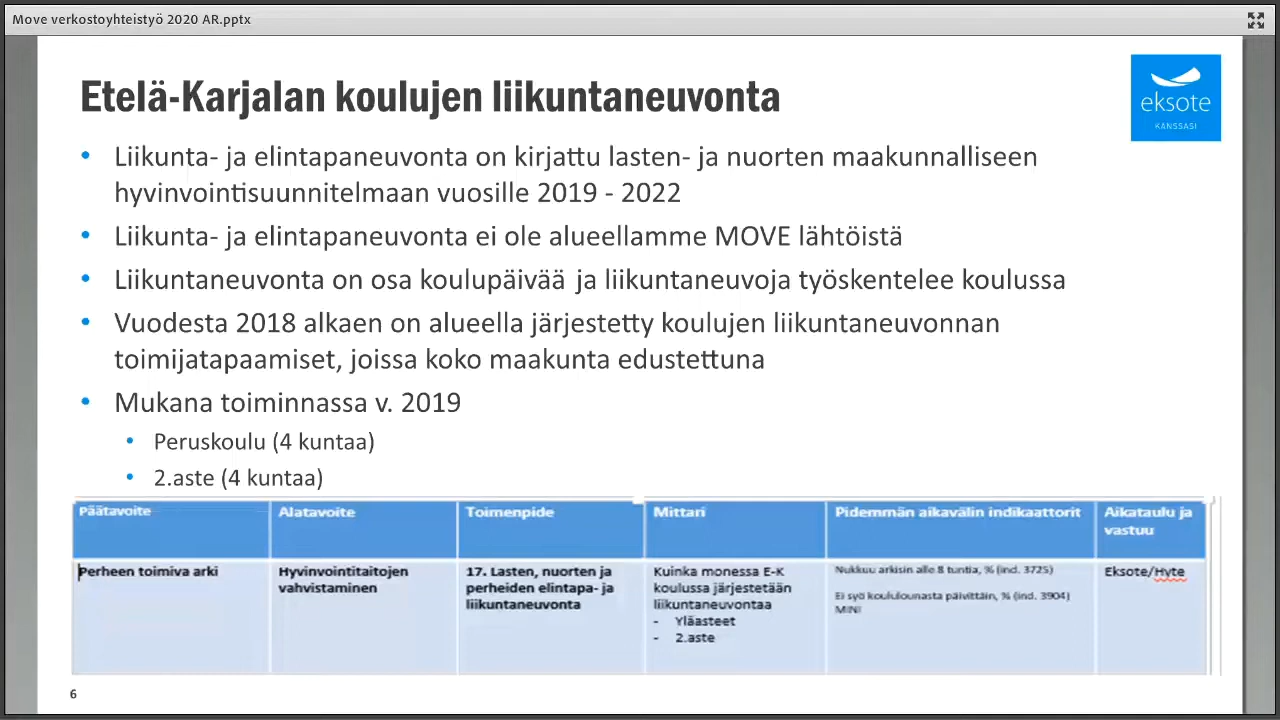 Move verkostoyhteistyö 2020 AR.pptx
Etelä-Karjalan koulujen liikuntaneuvonta
eksote
KANSSASI
• Liikunta- ja elintapaneuvonta on kirjattu lasten- ja nuorten maakunnalliseen
hyvinvointisuunnitelmaan vuosille 2019 - 2022
• Liikunta- ja elintapaneuvonta ei ole alueellamme MOVE lähtöistä
• Liikuntaneuvonta on osa koulupäivää ja liikuntaneuvoja työskentelee koulussa
• Vuodesta 2018 alkaen on alueella järjestetty koulujen liikuntaneuvonnan
toimijatapaamiset, joissa koko maakunta edustettuna
• Mukana toiminnassa v. 2019
• Peruskoulu (4 kuntaa)
• 2.aste (4 kuntaa)
Päätavoite
Alatavoite
Toimenpide
Mittari
Pidemmän aikavälin indikaattorit
Aikataulu ja
vastuu
Perheen toimiva arki
Hyvinvointitaitojen
vahvistaminen
17. Lasten, nuorten ja
perheiden elintapa- ja
liikuntaneuvonta
Kuinka monessa E-K
koulussa järjestetään
liikuntaneuvontaa
- Yläasteet
- 2.aste
Nukkuu arkisin alle 8 tuntia, % (ind. 3725)
Ei syö koululounasta päivittäin, % (ind. 3904)
MINI
Eksote/Hyte
6